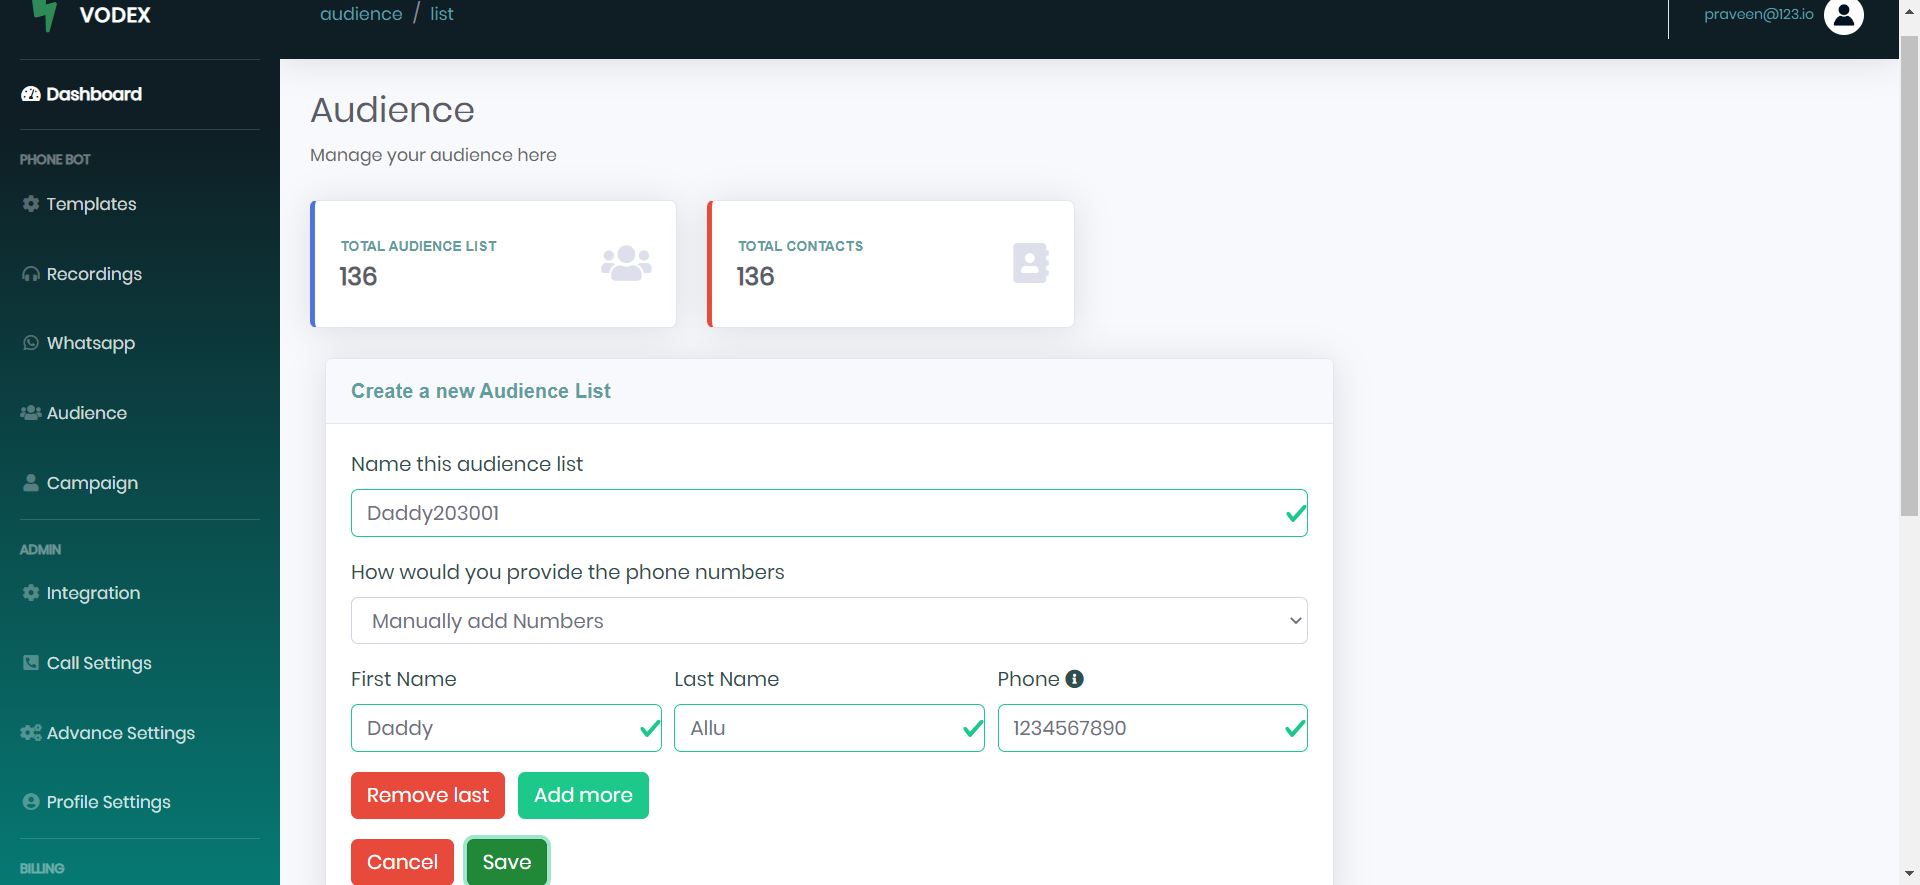 VODEX
audience / list
praveen@123.io
Dashboard
PHONE BOT
Templates
Recordings
Whatsapp
Audience
Campaign
ADMIN
Integration
Call Settings
Advance Settings
Profile Settings
BILLING
Audience
Manage your audience here
TOTAL AUDIENCE LIST
136
TOTAL CONTACTS
136
Create a new Audience List
Name this audience list
Daddy203001
How would you provide the phone numbers
Manually add Numbers
First Name Last Name Phone
Daddy Allu 1234567890
Remove last Add more
Cancel Save